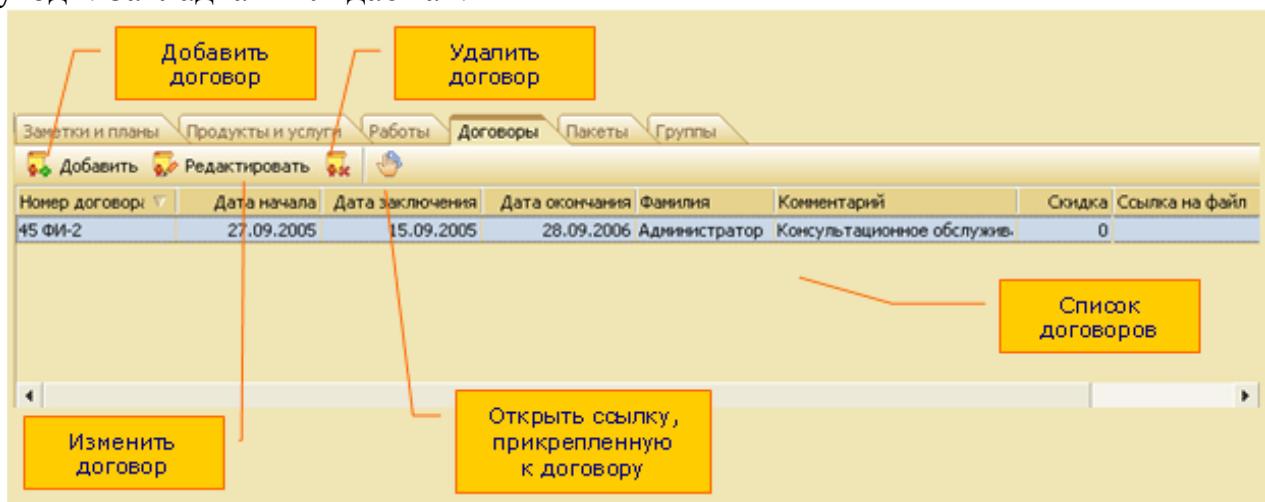 Добавить
договор
Удалить
договор
Заметки и планы Продукты и услуги Работы Договоры Пакеты Группы
Добавить Редактировать
Номер договора Дата начала Дата заключения Дата окончания Фамилия Комментарий Скидка Ссылка на файл
45 ФИ-2 27.09.2005 15.09.2005 28.09.2006 Администратор Консультационное обслужив
Список
договоров
0
Изменить
договор
Открыть ссылку,
прикрепленную
к договору